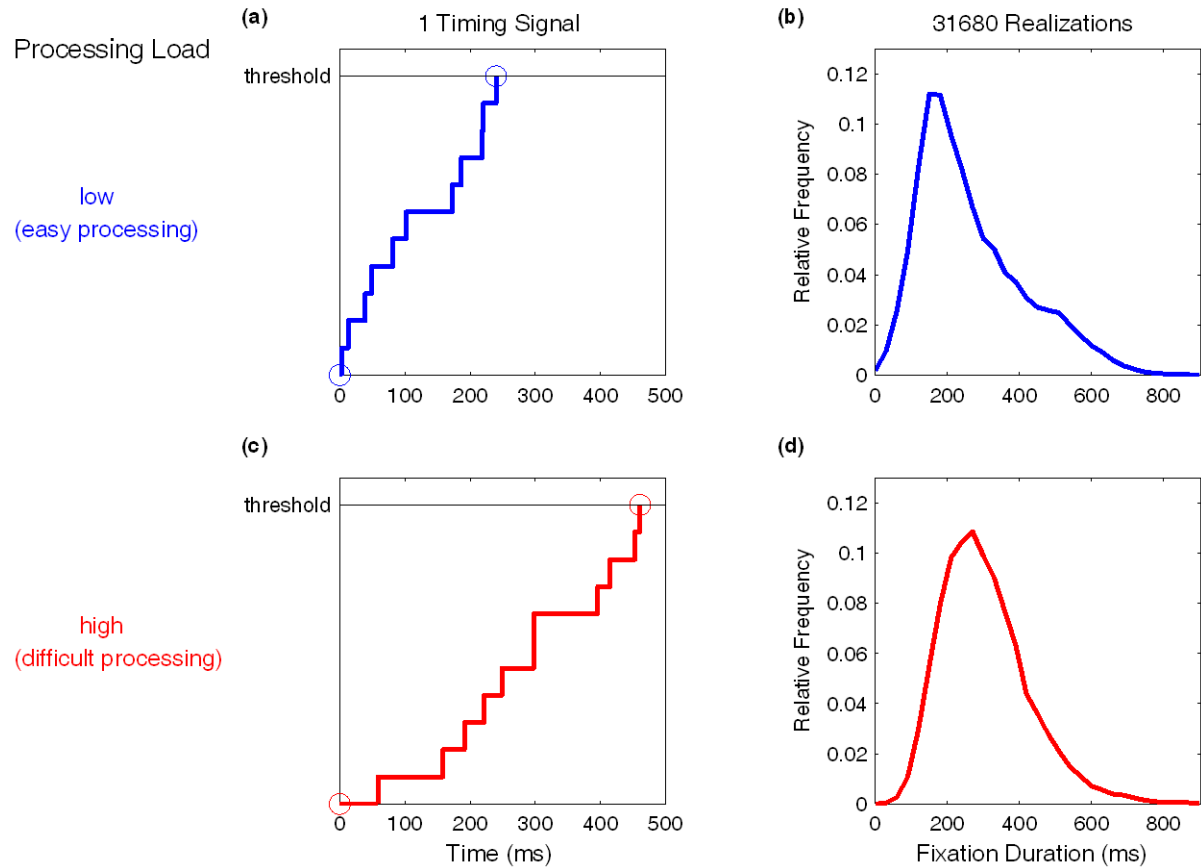 (a)
1 Timing Signal
(b)
31680 Realizations
Processing Load
threshold
low
(easy processing)
0 100 200 300 400 500
Relative Frequency
0.12
0.1
0.08
0.06
0.04
0.02
0
0 200 400 600 800
(c)
(d)
threshold
high
(difficult processing)
0 100 200 300 400 500
Time (ms)
Relative Frequency
0.12
0.1
0.08
0.06
0.04
0.02
0
0 200 400 600 800
Fixation Duration (ms)